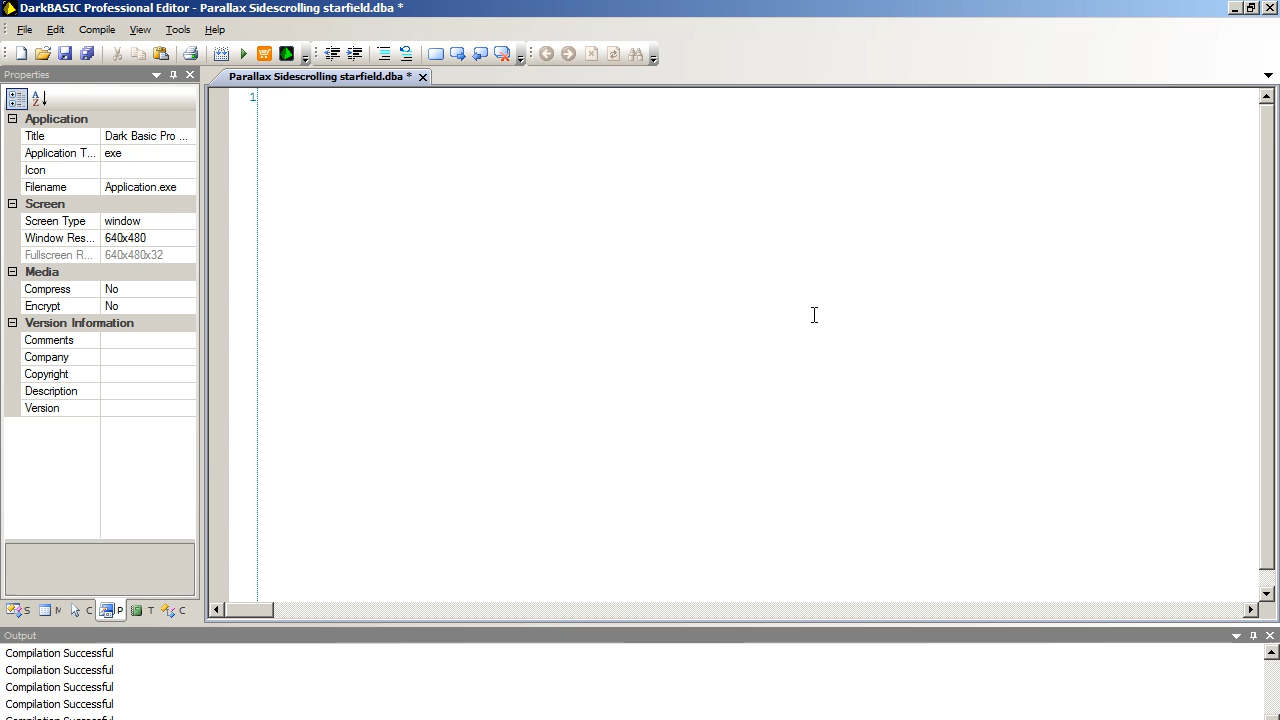 DarkBASIC Professional Editor - Parallax Sidescrolling starfield.dba *
File Edit Compile View Tools Help
Properties
Parallax Sidescrolling starfield.dba *
1
A
Z
Application
Title Dark Basic Pro ...
Application T... exe
Icon
Filename Application.exe
Screen
Screen Type window
Window Res... 640x480
Fullscreen R... 640x480x32
Media
Compress No
Encrypt No
Version Information
Comments
Company
Copyright
Description
Version
S M C P T C
Output
Compilation Successful
Compilation Successful
Compilation Successful
Compilation Successful